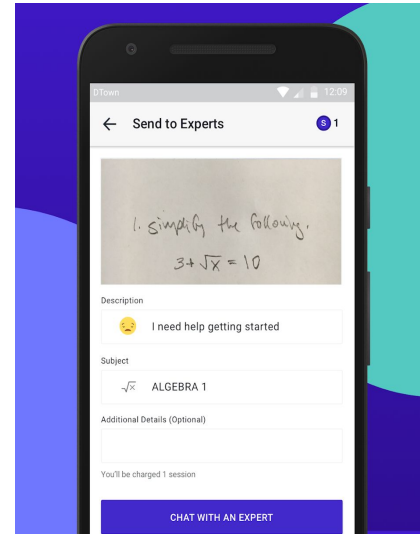 DTown 12:09
Send to Experts S 1
1. simplify the following.
3+√x = 10
Description
I need help getting started
Subject
√x ALGEBRA 1
Additional Details (Optional)
You'll be charged 1 session
CHAT WITH AN EXPERT